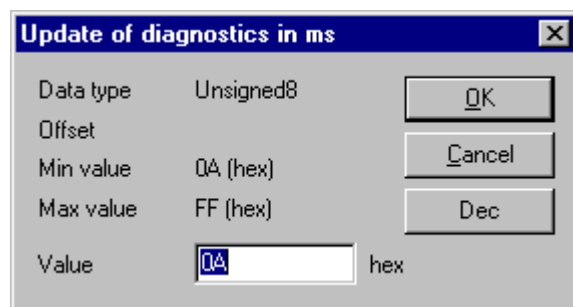 Update of diagnostics in ms
Data type Unsigned8 OK
Offset
Min value 0A (hex) Cancel
Max value FF (hex) Dec
Value 0A hex